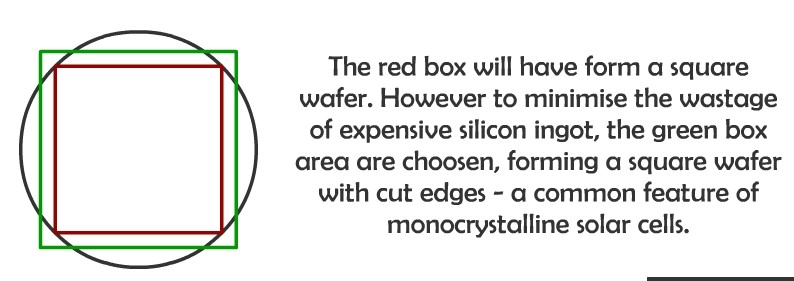 The red box will have form a square
wafer. However to minimise the wastage
of expensive silicon ingot, the green box
area are choosen, forming a square wafer
with cut edges - a common feature of
monocrystalline solar cells.